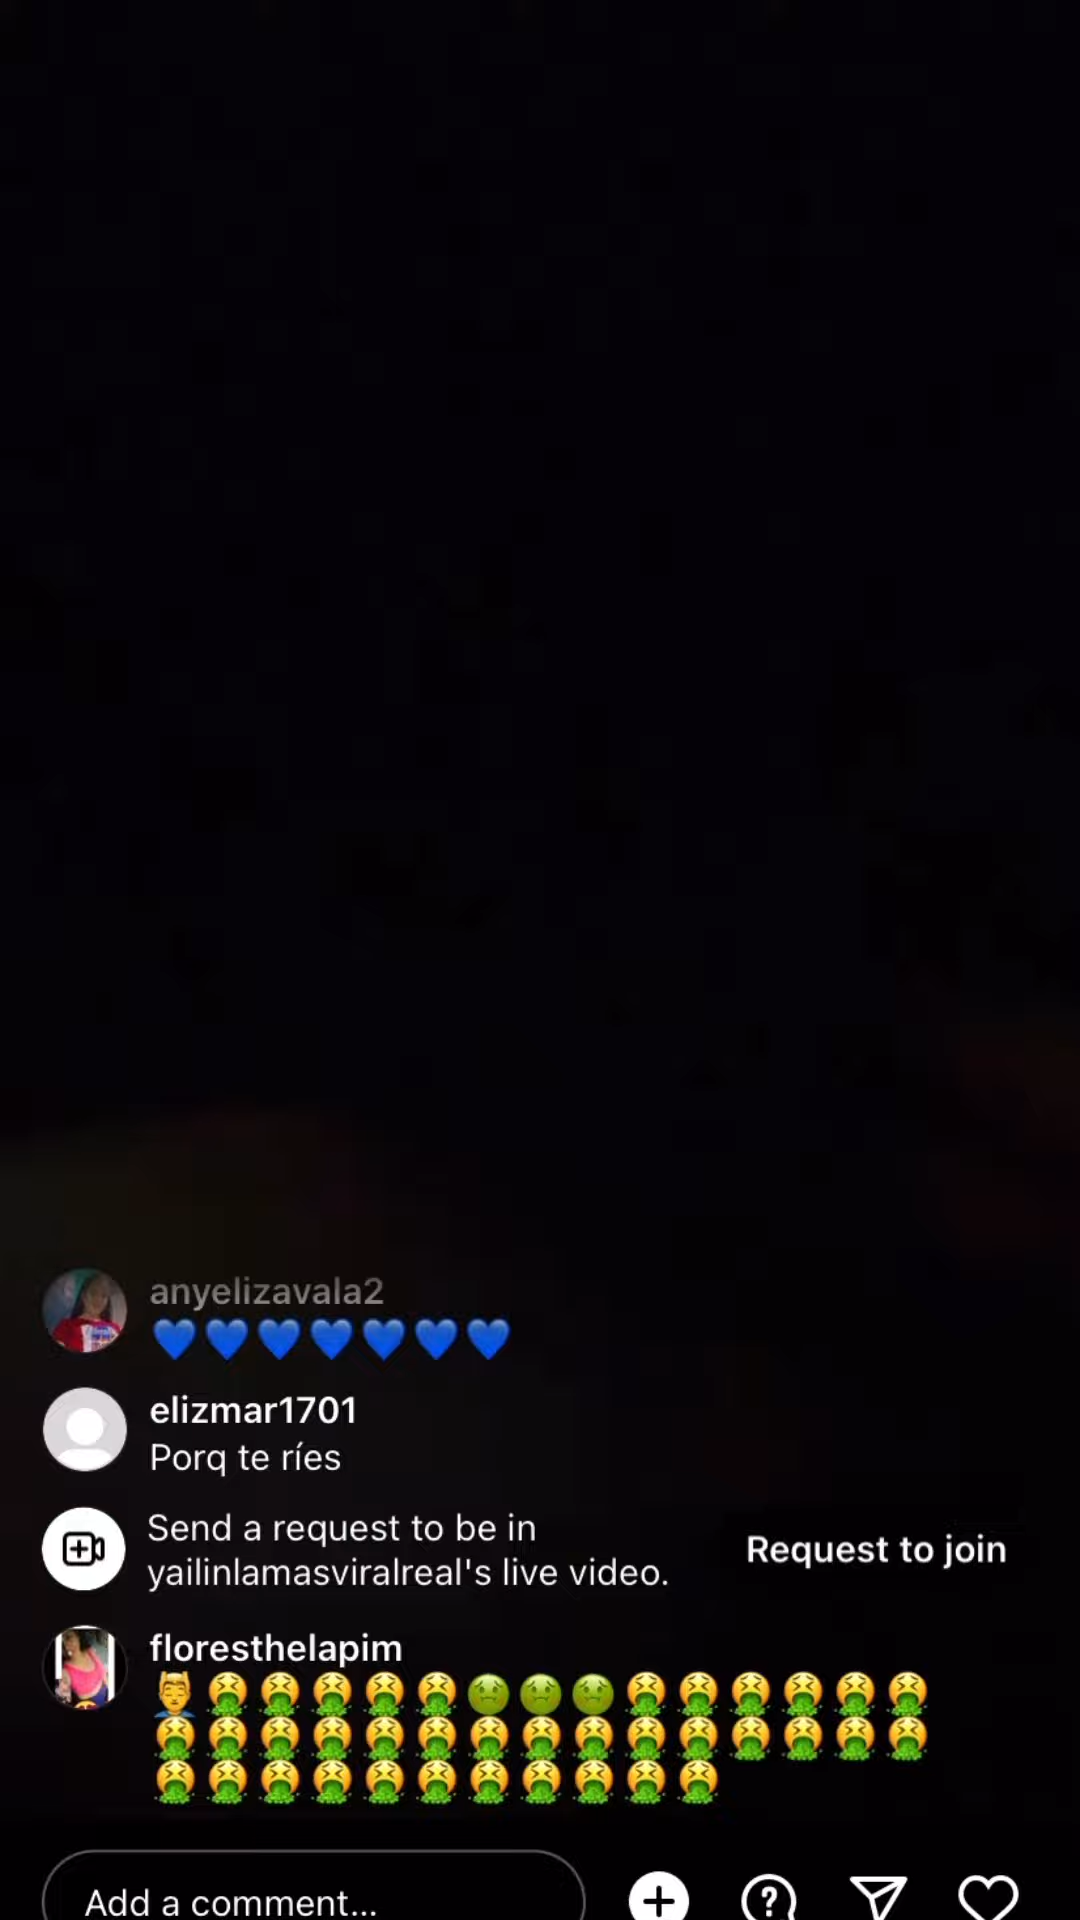 anyelizavala2
💙💙💙💙💙💙💙
elizmar1701
Porq te ríes
Send a request to be in
yailinlamasviralreal's live video.
Request to join
floresthelapim
💆‍♂️🤮🤮🤮🤮🤮🤢🤢🤢🤮🤮🤮🤮🤮🤮
🤮🤮🤮🤮🤮🤮🤮🤮🤮🤮🤮🤮🤮🤮🤮
🤮🤮🤮🤮🤮🤮🤮🤮🤮🤮🤮
Add a comment...